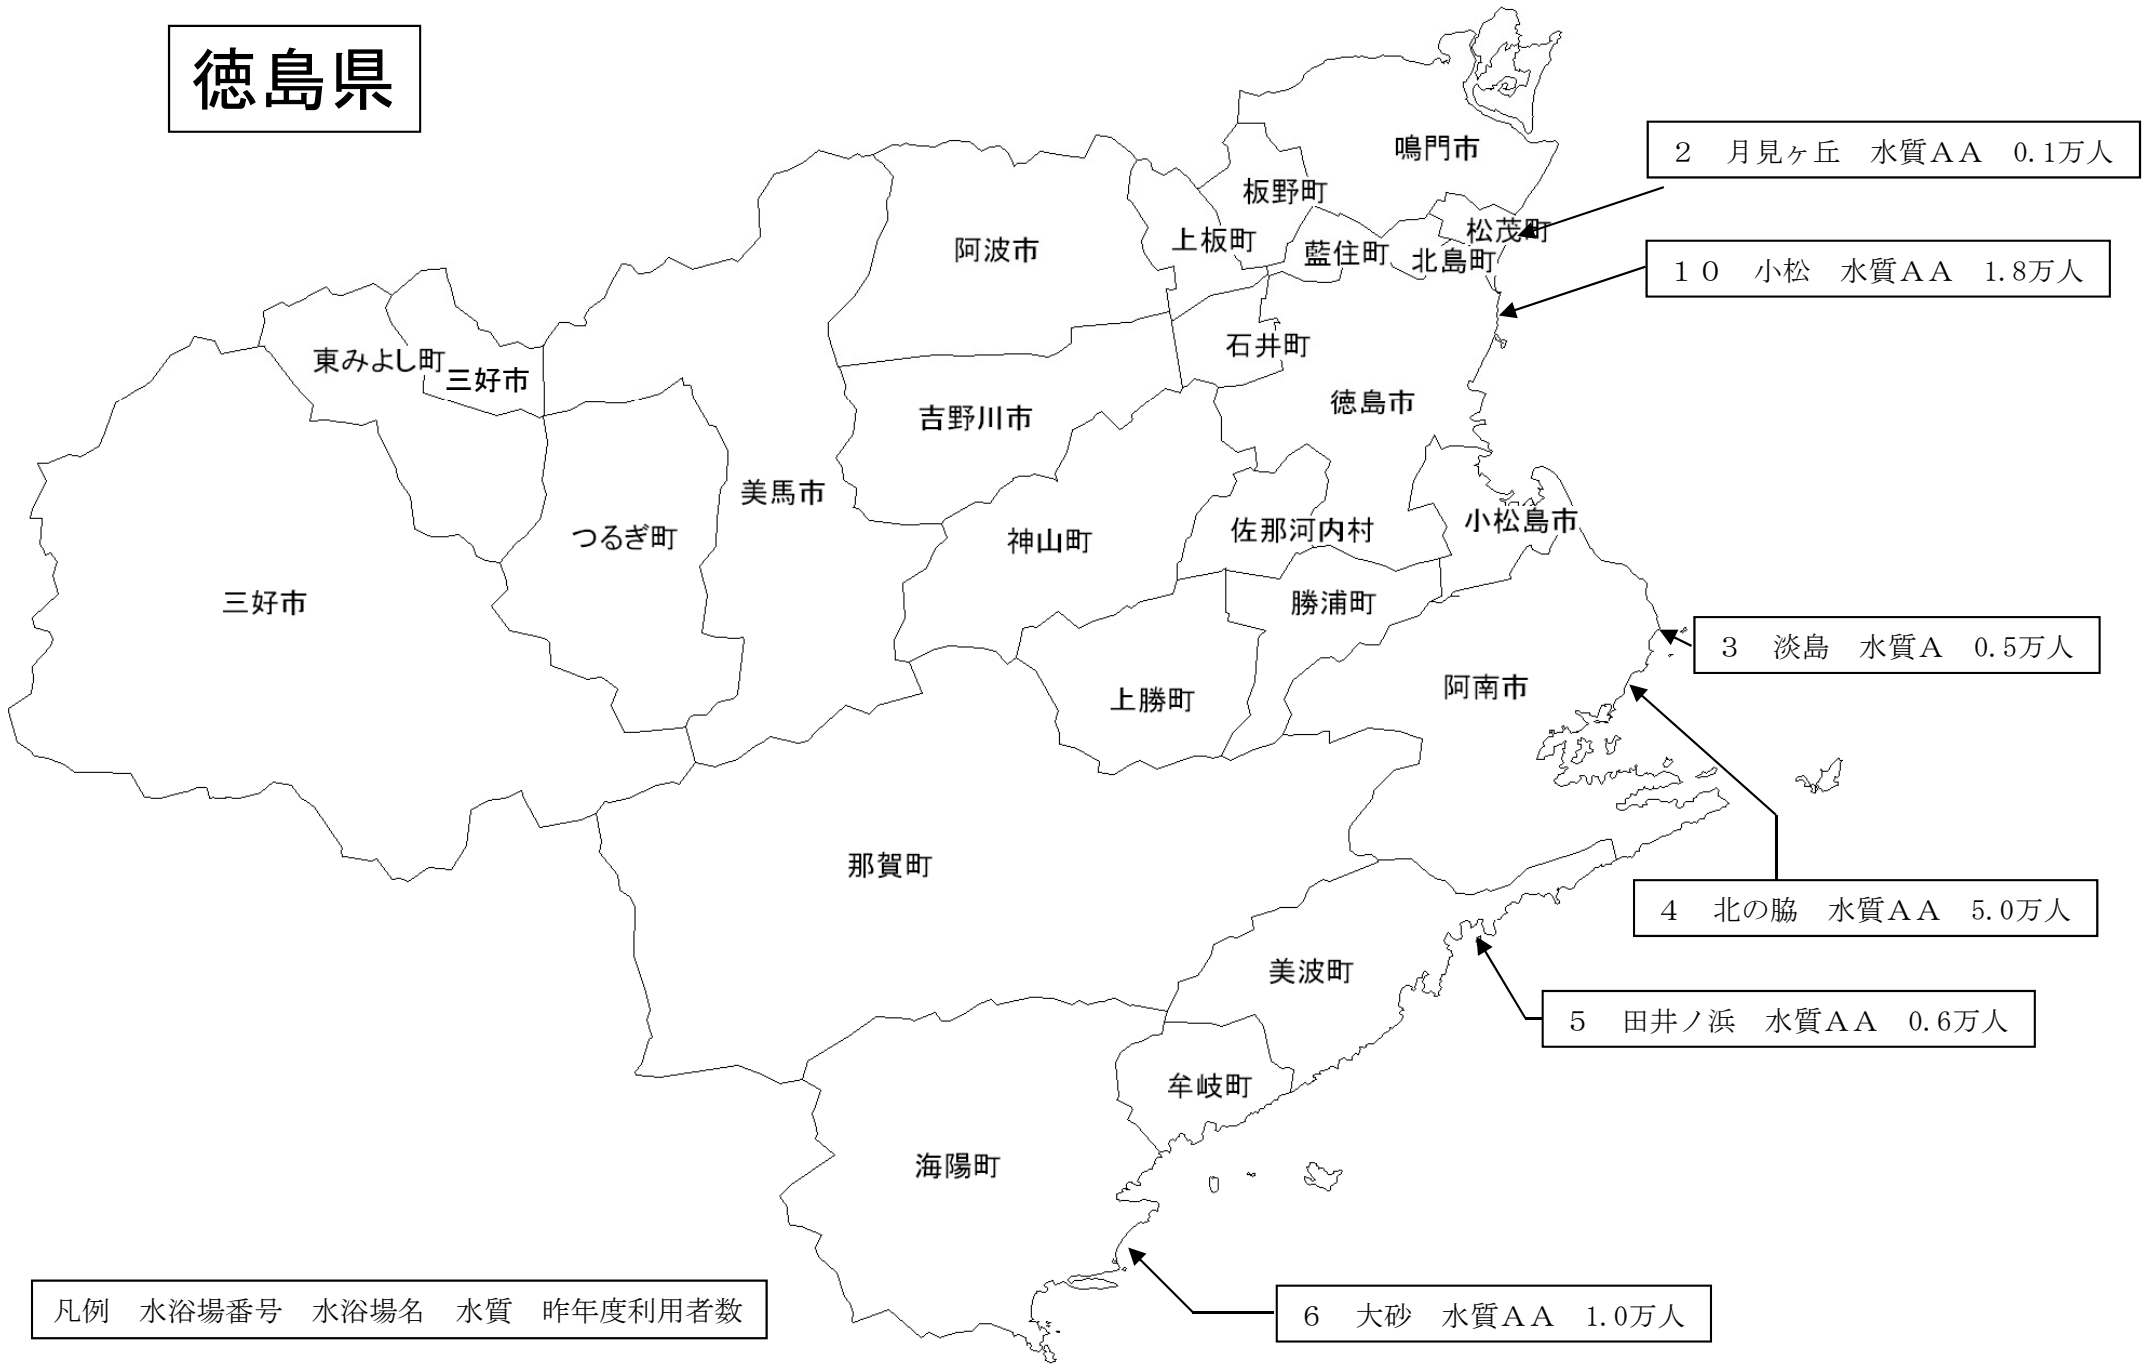 徳島県
鳴門市
２　月見ヶ丘　水質ＡＡ　0.1万人
板野町
松茂町
上板町
阿波市
藍住町
北島町
１０　小松　水質ＡＡ　1.8万人
石井町
東みよし町
三好市
徳島市
吉野川市
美馬市
小松島市
佐那河内村
つるぎ町
神山町
三好市
勝浦町
３　淡島　水質Ａ　0.5万人
阿南市
上勝町
那賀町
４　北の脇　水質ＡＡ　5.0万人
美波町
５　田井ノ浜　水質ＡＡ　0.6万人
牟岐町
海陽町
凡例　水浴場番号　水浴場名　水質　昨年度利用者数
６　大砂　水質ＡＡ　1.0万人